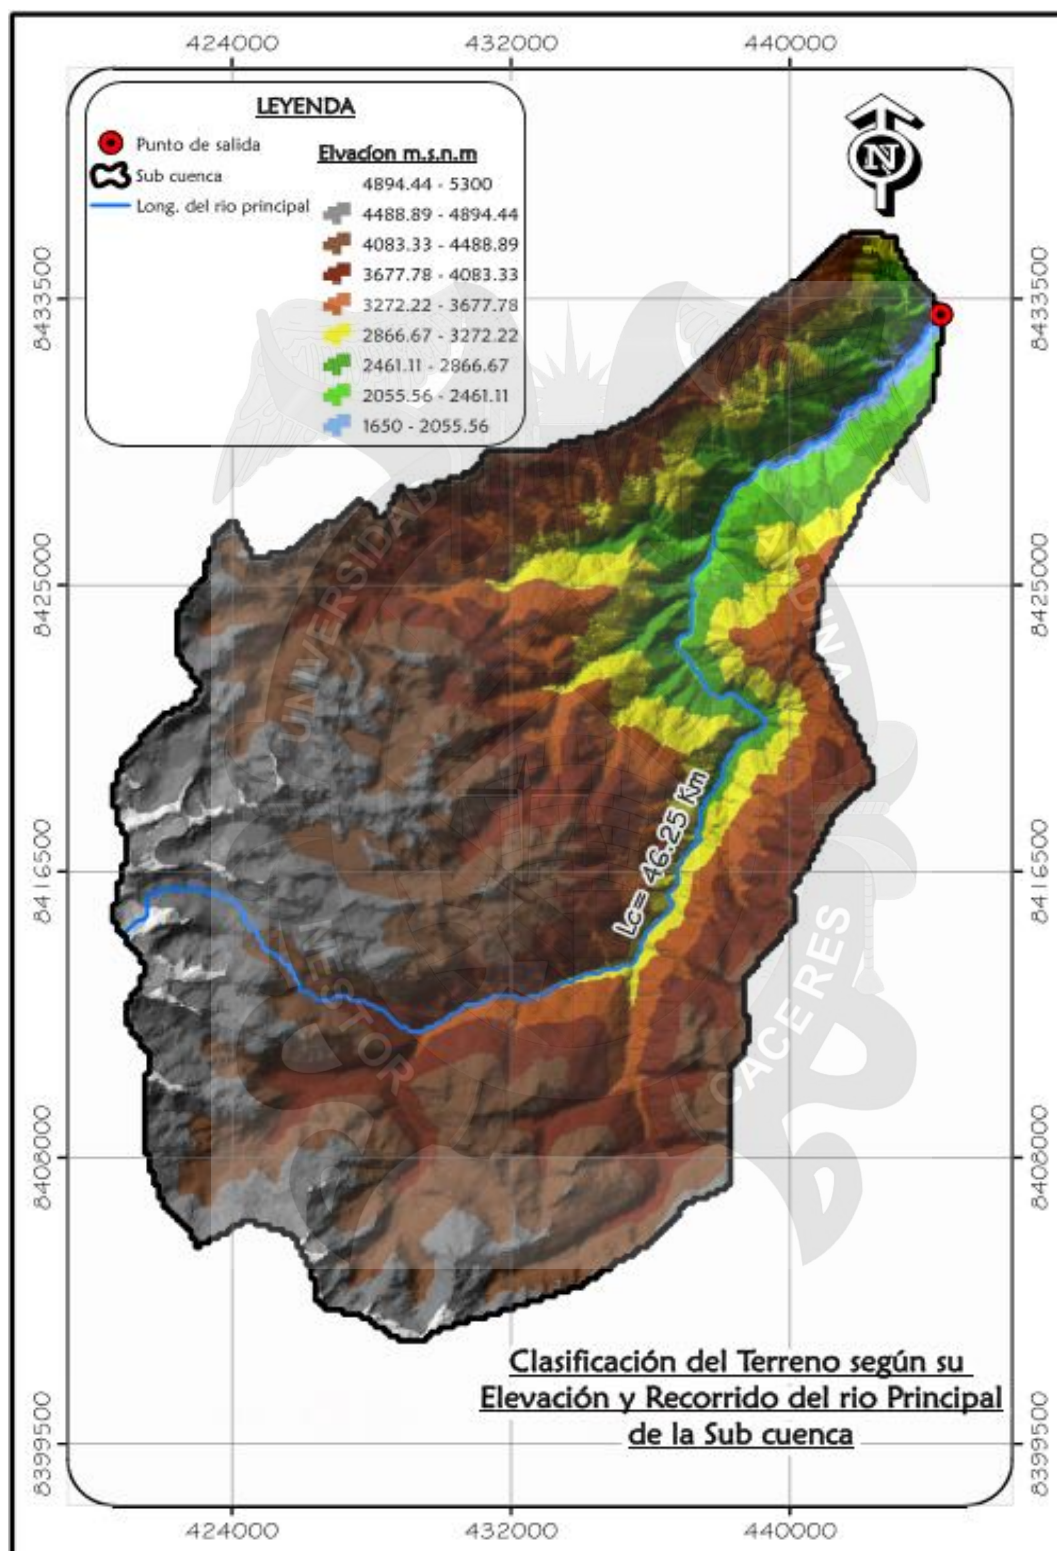 424000 432000 440000
LEYENDA
Punto de salida
Sub cuenca
Long. del rio principal
Elvacíon m.s.n.m
4894.44 - 5300
4488.89 - 4894.44
4083.33 - 4488.89
3677.78 - 4083.33
3272.22 - 3677.78
2866.67 - 3272.22
2461.11 - 2866.67
2055.56 - 2461.11
1650 - 2055.56
N
8433500 8433500
8425000 8425000
UNIVERSIDAD
Lc= 46.25 Km
8416500 8416500
CACERES
8408000 8408000
Clasificación del Terreno según su
Elevación y Recorrido del rio Principal
de la Sub cuenca
8399500 8399500
424000 432000 440000